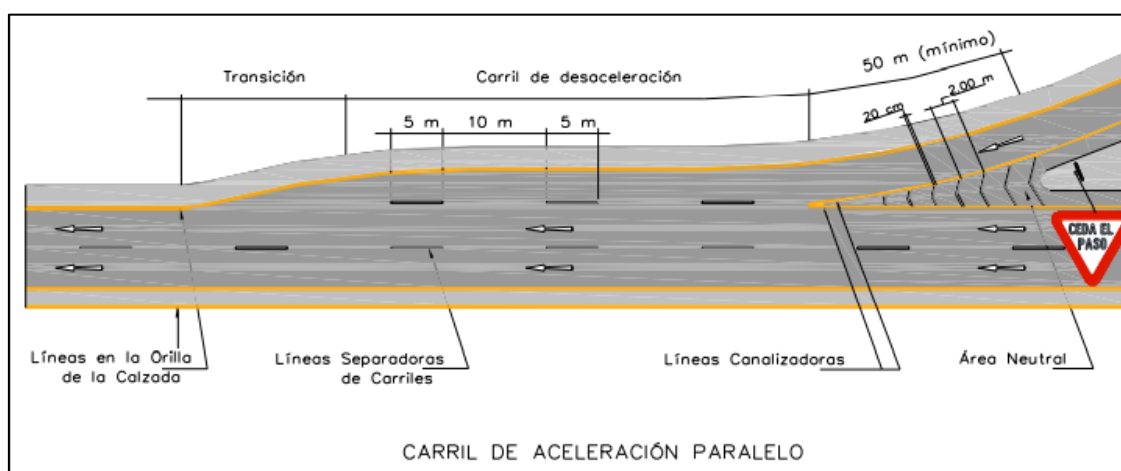 50 m (mínimo)
Transición
Carril de desaceleración
2.00 m
20 cm
5 m
10 m
5 m
CEDA EL
PASO
Líneas en la Orilla
de la Calzada
Líneas Separadoras
de Carriles
Líneas Canalizadoras
Área Neutral
CARRIL DE ACELERACIÓN PARALELO